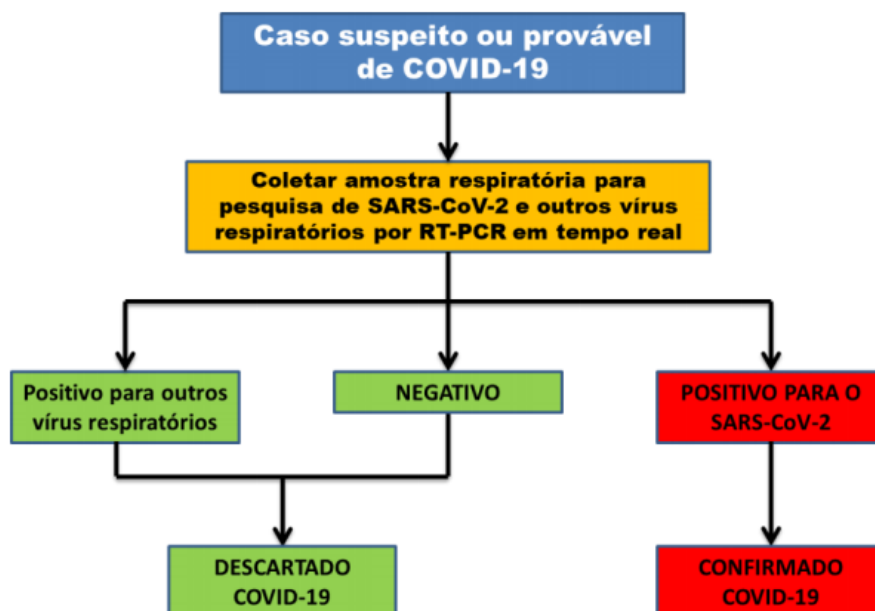 Caso suspeito ou provável
de COVID-19
Coletar amostra respiratória para
pesquisa de SARS-CoV-2 e outros vírus
respiratórios por RT-PCR em tempo real
Positivo para outros
vírus respiratórios
NEGATIVO
POSITIVO PARA O
SARS-CoV-2
DESCARTADO
COVID-19
CONFIRMADO
COVID-19